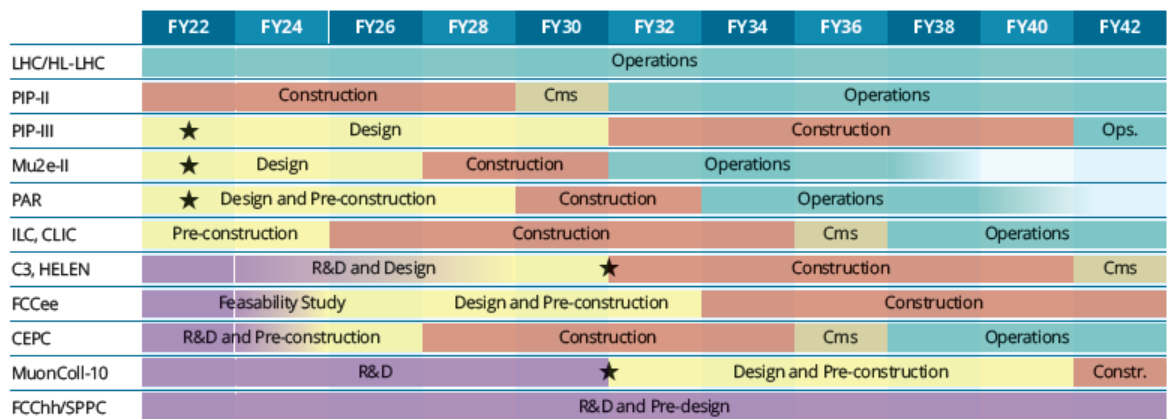 FY22 FY24 FY26 FY28 FY30 FY32 FY34 FY36 FY38 FY40 FY42
LHC/HL-LHC Operations
PIP-II Construction Cms Operations
PIP-III ★ Design Construction Ops.
Mu2e-II ★ Design Construction Operations
PAR ★ Design and Pre-construction Construction Operations
ILC, CLIC Pre-construction Construction Cms Operations
C3, HELEN R&D and Design ★ Construction Cms
FCCee Feasability Study Design and Pre-construction Construction
CEPC R&D and Pre-construction Construction Cms Operations
MuonColl-10 R&D ★ Design and Pre-construction Constr.
FCChh/SPPC R&D and Pre-design